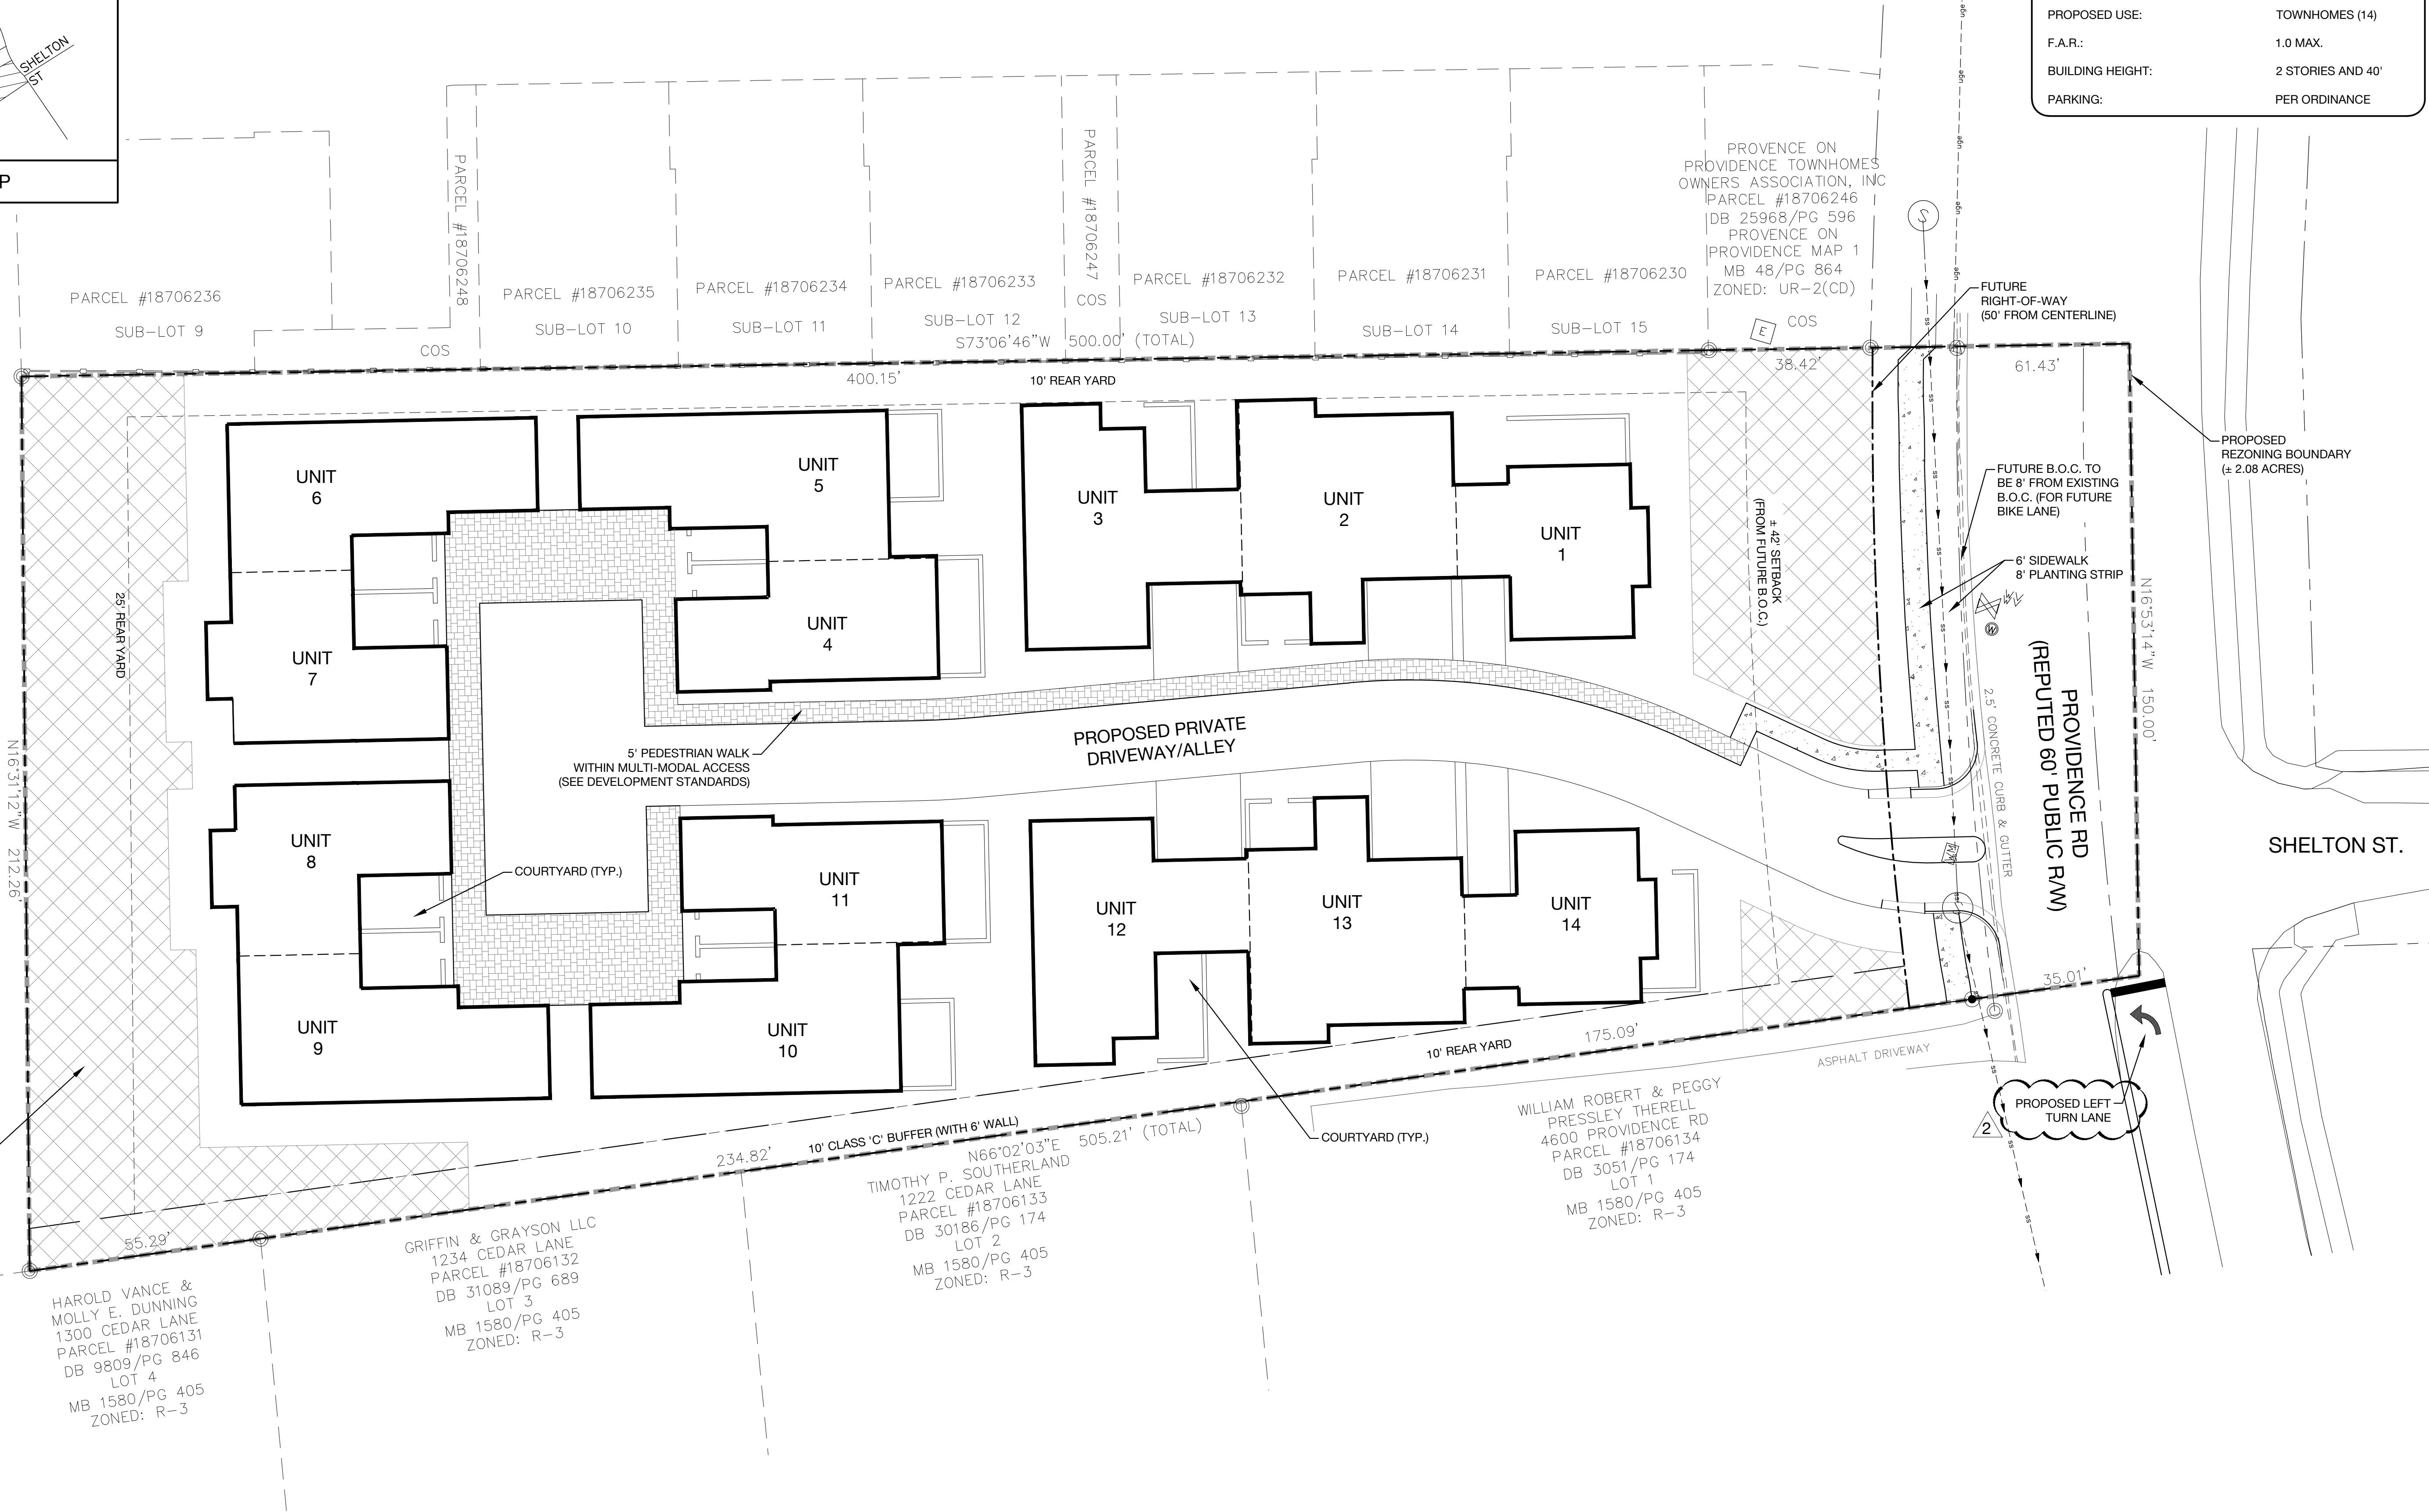 SHELTON
ST
P
PROPOSED USE: TOWNHOMES (14)
F.A.R.: 1.0 MAX.
BUILDING HEIGHT: 2 STORIES AND 40'
PARKING: PER ORDINANCE
PARCEL #18706236
SUB-LOT 9
COS
PARCEL #18706248
PARCEL #18706235
SUB-LOT 10
PARCEL #18706234
SUB-LOT 11
PARCEL #18706233
SUB-LOT 12
PARCEL #18706247
COS
PARCEL #18706232
SUB-LOT 13
PARCEL #18706231
SUB-LOT 14
PARCEL #18706230
SUB-LOT 15
PROVENCE ON
PROVIDENCE TOWNHOMES
OWNERS ASSOCIATION, INC
PARCEL #18706246
DB 25968/PG 596
PROVENCE ON
PROVIDENCE MAP 1
MB 48/PG 864
ZONED: UR-2(CD)
E
COS
S
uge
uge
uge
uge
uge
S73°06'46"W 500.00' (TOTAL)
400.15'
10' REAR YARD
38.42'
61.43'
FUTURE
RIGHT-OF-WAY
(50' FROM CENTERLINE)
PROPOSED
REZONING BOUNDARY
(± 2.08 ACRES)
FUTURE B.O.C. TO
BE 8' FROM EXISTING
B.O.C. (FOR FUTURE
BIKE LANE)
6' SIDEWALK
8' PLANTING STRIP
UNIT
6
UNIT
5
UNIT
3
UNIT
2
UNIT
1
± 42' SETBACK
(FROM FUTURE B.O.C.)
25' REAR YARD
UNIT
7
UNIT
4
W
N16°53'14"W 150.00'
PROVIDENCE RD
(REPUTED 60' PUBLIC R/W)
2.5' CONCRETE CURB & GUTTER
SHELTON ST.
5' PEDESTRIAN WALK
WITHIN MULTI-MODAL ACCESS
(SEE DEVELOPMENT STANDARDS)
PROPOSED PRIVATE
DRIVEWAY/ALLEY
N16°31'12"W 212.26'
UNIT
8
COURTYARD (TYP.)
UNIT
11
UNIT
12
UNIT
13
UNIT
14
UNIT
9
UNIT
10
ss
ss
ss
ss
ss
ss
ss
ss
ss
ss
35.01'
175.09'
10' REAR YARD
ASPHALT DRIVEWAY
PROPOSED LEFT
TURN LANE
2
COURTYARD (TYP.)
10' CLASS 'C' BUFFER (WITH 6' WALL)
N66°02'03"E 505.21' (TOTAL)
234.82'
55.29'
WILLIAM ROBERT & PEGGY
PRESSLEY THERELL
4600 PROVIDENCE RD
PARCEL #18706134
DB 3051/PG 174
LOT 1
MB 1580/PG 405
ZONED: R-3
TIMOTHY P. SOUTHERLAND
1222 CEDAR LANE
PARCEL #18706133
DB 30186/PG 174
LOT 2
MB 1580/PG 405
ZONED: R-3
GRIFFIN & GRAYSON LLC
1234 CEDAR LANE
PARCEL #18706132
DB 31089/PG 689
LOT 3
MB 1580/PG 405
ZONED: R-3
HAROLD VANCE &
MOLLY E. DUNNING
1300 CEDAR LANE
PARCEL #18706131
DB 9809/PG 846
LOT 4
MB 1580/PG 405
ZONED: R-3